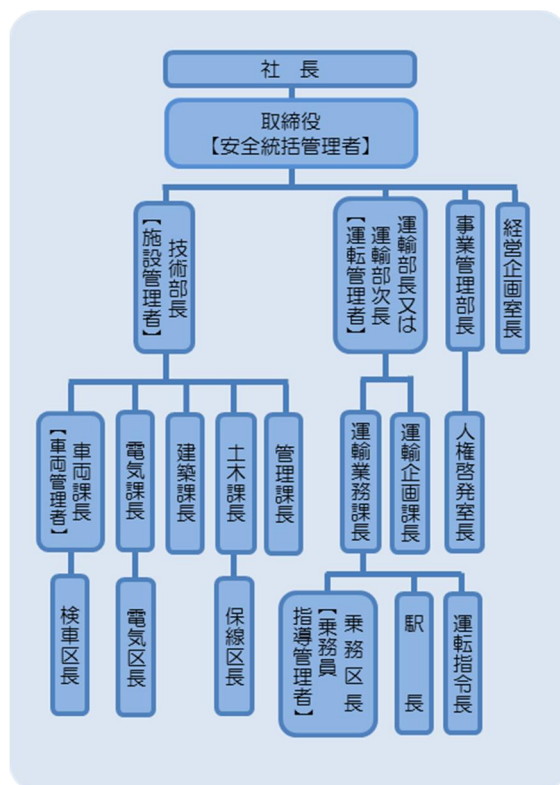 社　長
取締役
【安全統括管理者】
経営企画室長
事業管理部長
運輸部長又は
運輸部次長
【運転管理者】
技術部長
【施設管理者】
人権啓発室長
運輸企画課長
運輸業務課長
管理課長
土木課長
建築課長
電気課長
車両課長
【車両管理者】
運転指令長
駅　長
乗務区長
【乗務員
指導管理者】
保線区長
電気区長
検車区長